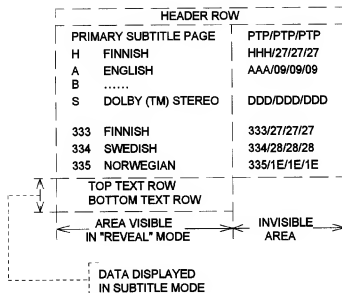 HEADER ROW
PRIMARY SUBTITLE PAGE PTP/PTP/PTP
H FINNISH HHH/27/27/27
A ENGLISH AAA/09/09/09
B ......
S DOLBY (TM) STEREO DDD/DDD/DDD
333 FINNISH 333/27/27/27
334 SWEDISH 334/28/28/28
335 NORWEGIAN 335/1E/1E/1E
TOP TEXT ROW
BOTTOM TEXT ROW
AREA VISIBLE IN "REVEAL" MODE
INVISIBLE AREA
DATA DISPLAYED
IN SUBTITLE MODE